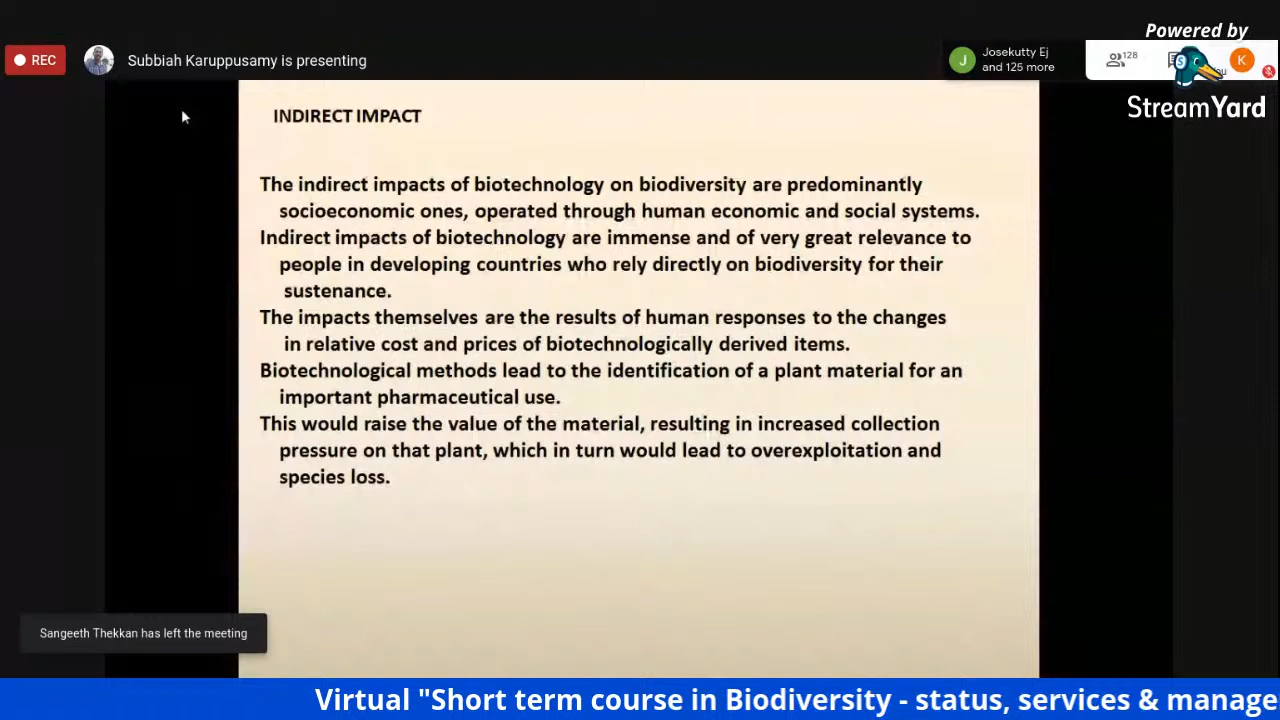 Powered by
REC
Subbiah Karuppusamy is presenting
J
Josekutty Ej
and 125 more
128
K
StreamYard
INDIRECT IMPACT
The indirect impacts of biotechnology on biodiversity are predominantly
socioeconomic ones, operated through human economic and social systems.
Indirect impacts of biotechnology are immense and of very great relevance to
people in developing countries who rely directly on biodiversity for their
sustenance.
The impacts themselves are the results of human responses to the changes
in relative cost and prices of biotechnologically derived items.
Biotechnological methods lead to the identification of a plant material for an
important pharmaceutical use.
This would raise the value of the material, resulting in increased collection
pressure on that plant, which in turn would lead to overexploitation and
species loss.
Sangeeth Thekkan has left the meeting
Virtual "Short term course in Biodiversity - status, services & manage